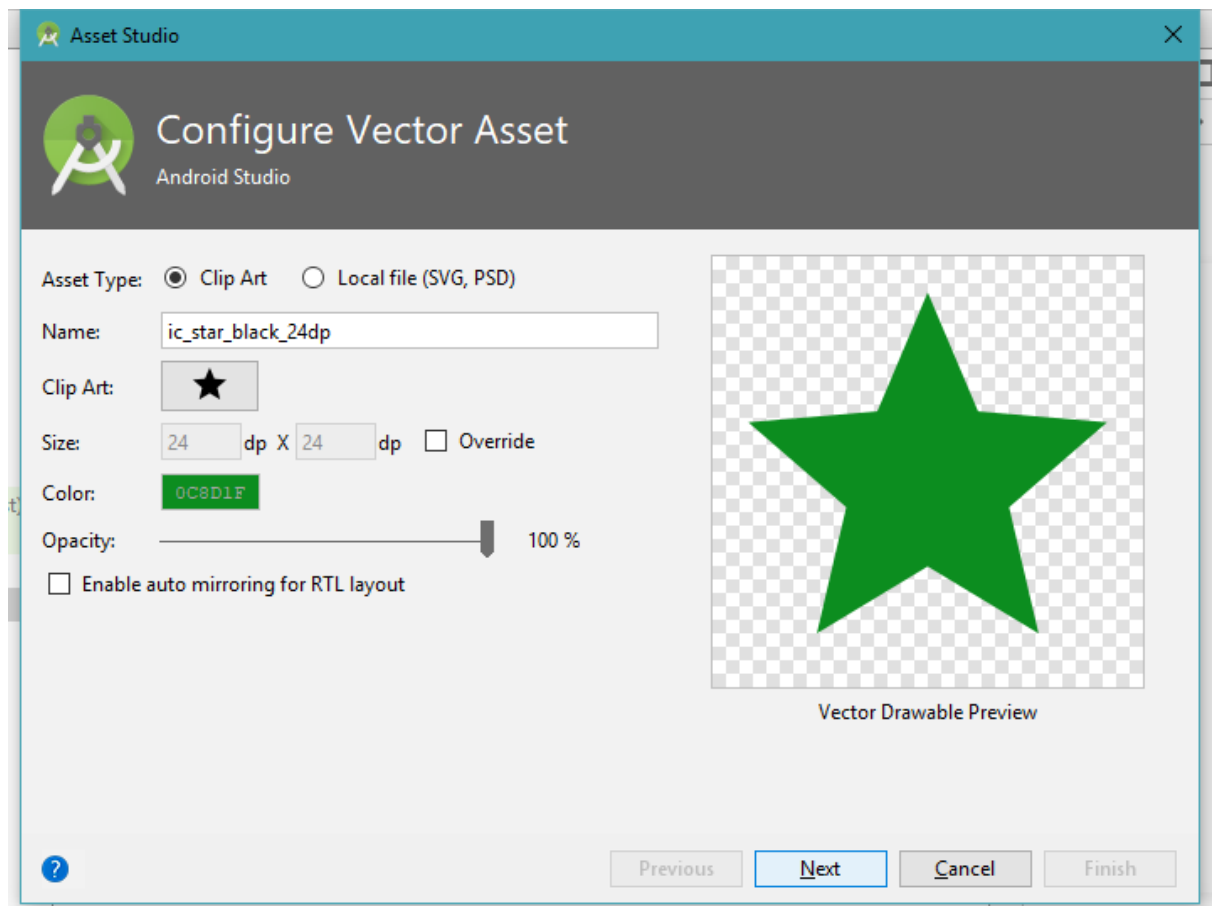 Asset Studio
Configure Vector Asset
Android Studio
Asset Type: Clip Art Local file (SVG, PSD)
Name: ic_star_black_24dp
Clip Art:
Size: 24 dp X 24 dp Override
Color: 0C8D1F
Opacity: 100 %
Enable auto mirroring for RTL layout
Vector Drawable Preview
? Previous Next Cancel Finish